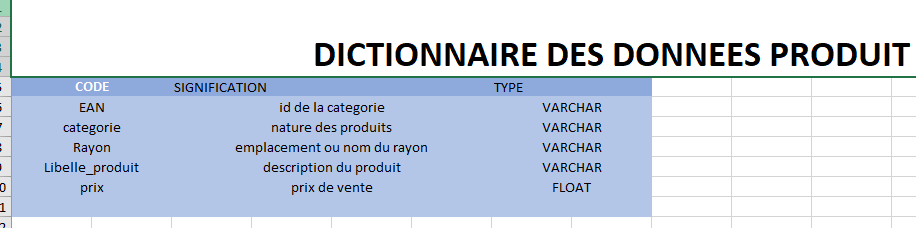 DICTIONNAIRE DES DONNEES PRODUIT
CODE SIGNIFICATION TYPE
EAN id de la categorie VARCHAR
categorie nature des produits VARCHAR
Rayon emplacement ou nom du rayon VARCHAR
Libelle_produit description du produit VARCHAR
prix prix de vente FLOAT